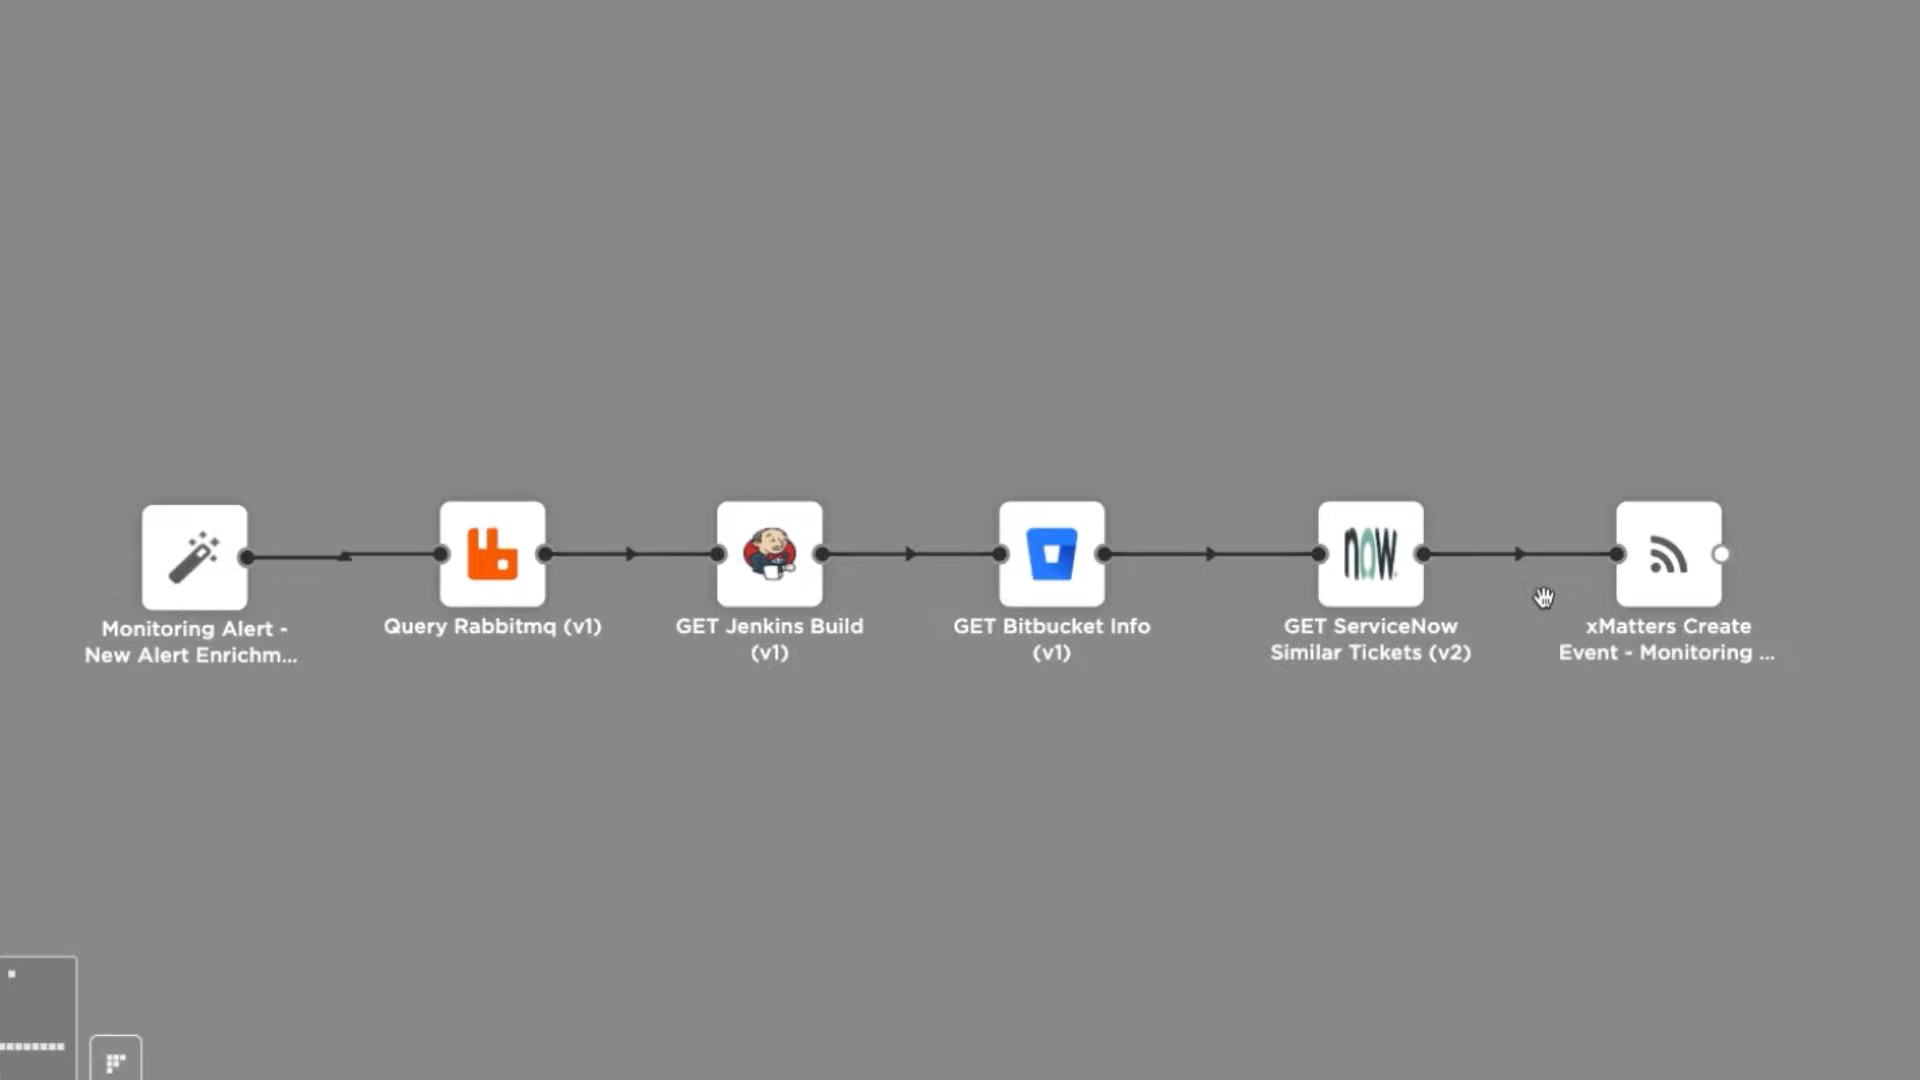 now
Monitoring Alert -
New Alert Enrichm...
Query Rabbitmq (v1)
GET Jenkins Build
(v1)
GET Bitbucket Info
(v1)
GET ServiceNow
Similar Tickets (v2)
xMatters Create
Event - Monitoring ...